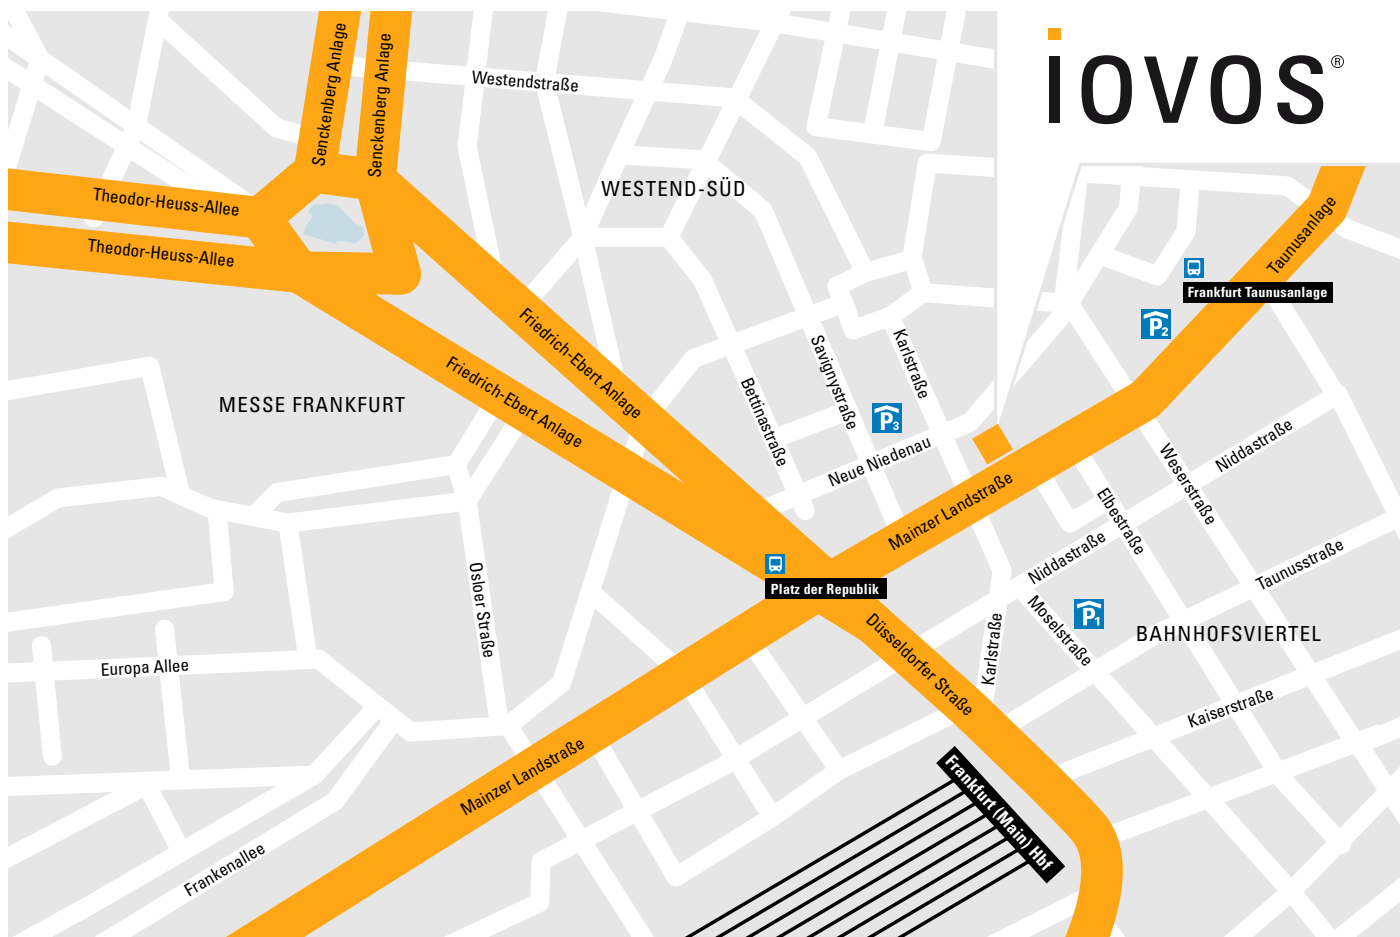 iOVOS®
Senckenberg Anlage
Senckenberg Anlage
Westendstraße
WESTEND-SÜD
Theodor-Heuss-Allee
Theodor-Heuss-Allee
Taunusanlage
Frankfurt Taunusanlage
P2
Friedrich-Ebert Anlage
Friedrich-Ebert Anlage
MESSE FRANKFURT
Savignystraße
Karlstraße
Bettinastraße
P3
Neue Niedenau
Niddastraße
Weserstraße
Mainzer Landstraße
Elbestraße
Niddastraße
Taunusstraße
Platz der Republik
Osloer Straße
Moselstraße
P1
BAHNHOFSVIERTEL
Düsseldorfer Straße
Karlstraße
Europa Allee
Kaiserstraße
Mainzer Landstraße
Frankfurt (Main) Hbf
Frankenallee